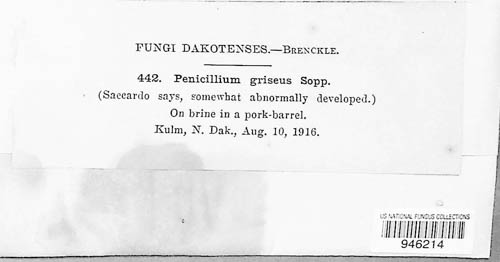 FUNGI DAKOTENSES.—BRENCKLE.
442. Penicillium griseus Sopp.
(Saccardo says, somewhat abnormally developed.)
On brine in a pork-barrel.
Kulm, N. Dak., Aug. 10, 1916.
US NATIONAL FUNGUS COLLECTIONS
946214